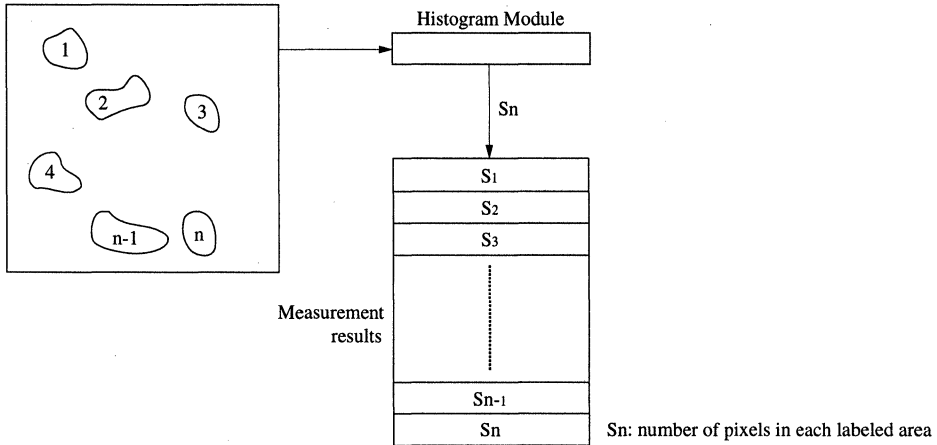 Histogram Module
1
2
3
4
n-1
n
Sn
S1
S2
S3
Measurement
results
Sn-1
Sn
Sn: number of pixels in each labeled area